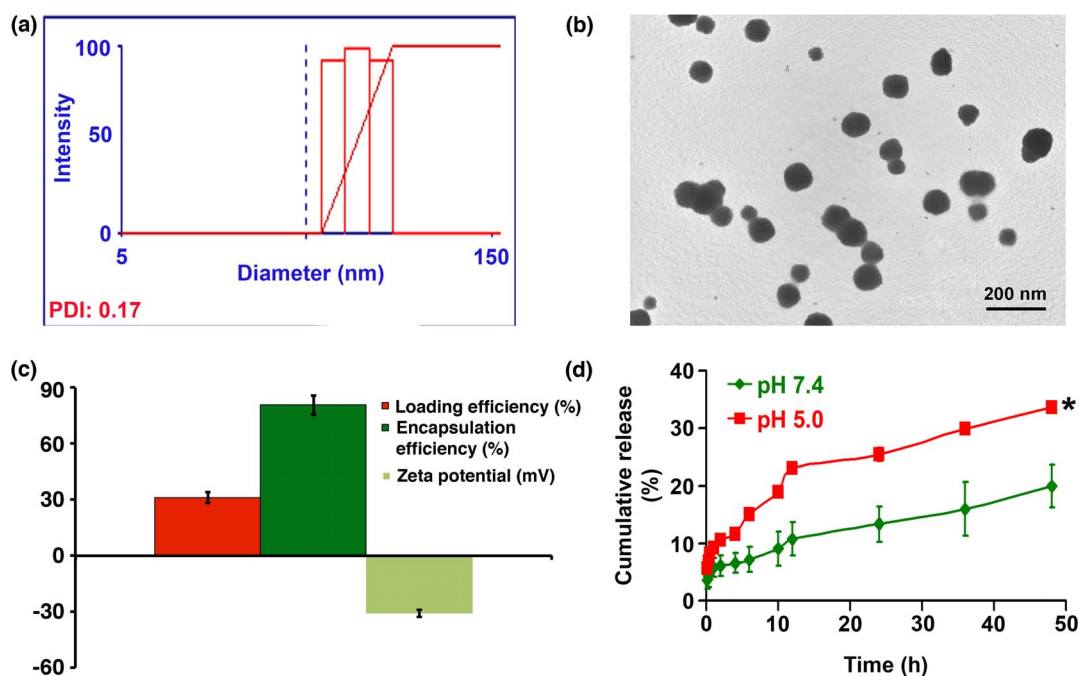 (a)
100
50
0
Intensity
5
150
Diameter (nm)
PDI: 0.17
(b)
200 nm
(c)
90
60
30
0
-30
-60
Loading efficiency (%)
Encapsulation
efficiency (%)
Zeta potential (mV)
(d)
40
30
20
10
0
Cumulative release
(%)
pH 7.4
pH 5.0
*
0
10
20
30
40
50
Time (h)